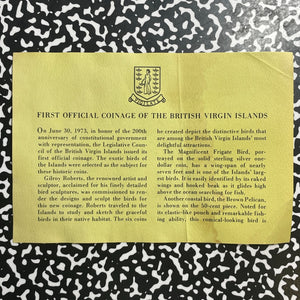 VIGILATE
FIRST OFFICIAL COINAGE OF THE BRITISH VIRGIN ISLANDS
On June 30, 1973, in honor of the 200th
anniversary of constitutional government
with representation, the Legislative Coun-
cil of the British Virgin Islands issued its
first official coinage. The exotic birds of
the Islands were selected as the subject for
these historic coins.
Gilroy Roberts, the renowned artist and
sculptor, acclaimed for his finely detailed
bird sculptures, was commissioned to ren-
der the designs and sculpt the birds for
this new coinage. Roberts traveled to the
Islands to study and sketch the graceful
birds in their native habitat. The six coins
he created depict the distinctive birds that
are among the British Virgin Islands' most
delightful attractions.
The Magnificent Frigate Bird, por-
trayed on the solid sterling silver one-
dollar coin, has a wing-span of nearly
seven feet and is one of the Islands' larg-
est birds. It is easily identified by its raked
wings and hooked beak as it glides high
above the ocean searching for fish.
Another coastal bird, the Brown Pelican,
is shown on the 50-cent piece. Noted for
its elastic-like pouch and remarkable fish-
ing ability, this comical-looking bird is